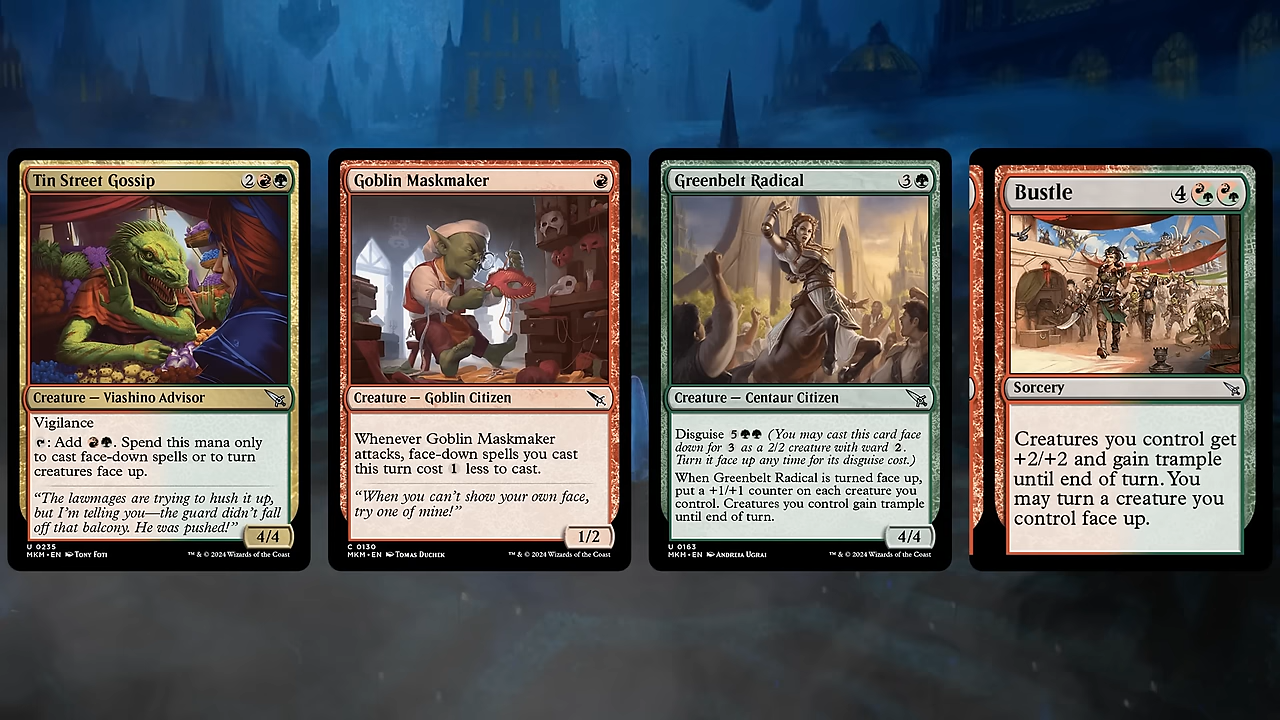 Tin Street Gossip 2
Creature — Viashino Advisor
Vigilance
: Add . Spend this mana only
to cast face-down spells or to turn
creatures face up.
“The lawmages are trying to hush it up,
but I’m telling you—the guard didn’t fall
off that balcony. He was pushed!”
4/4
U 0235
MKM • EN Tony Foti ™ & © 2024 Wizards of the Coast
Goblin Maskmaker
Creature — Goblin Citizen
Whenever Goblin Maskmaker
attacks, face-down spells you cast
this turn cost 1 less to cast.
“When you can’t show your own face,
try one of mine!”
1/2
C 0130
MKM • EN Tomas Duchek ™ & © 2024 Wizards of the Coast
Greenbelt Radical 3
Creature — Centaur Citizen
Disguise 5 (You may cast this card face
down for 3 as a 2/2 creature with ward 2.
Turn it face up any time for its disguise cost.)
When Greenbelt Radical is turned face up,
put a +1/+1 counter on each creature you
control. Creatures you control gain trample
until end of turn.
4/4
U 0163
MKM • EN Andreia Ugrai ™ & © 2024 Wizards of the Coast
Bustle 4
Sorcery
Creatures you control get
+2/+2 and gain trample
until end of turn. You
may turn a creature you
control face up.